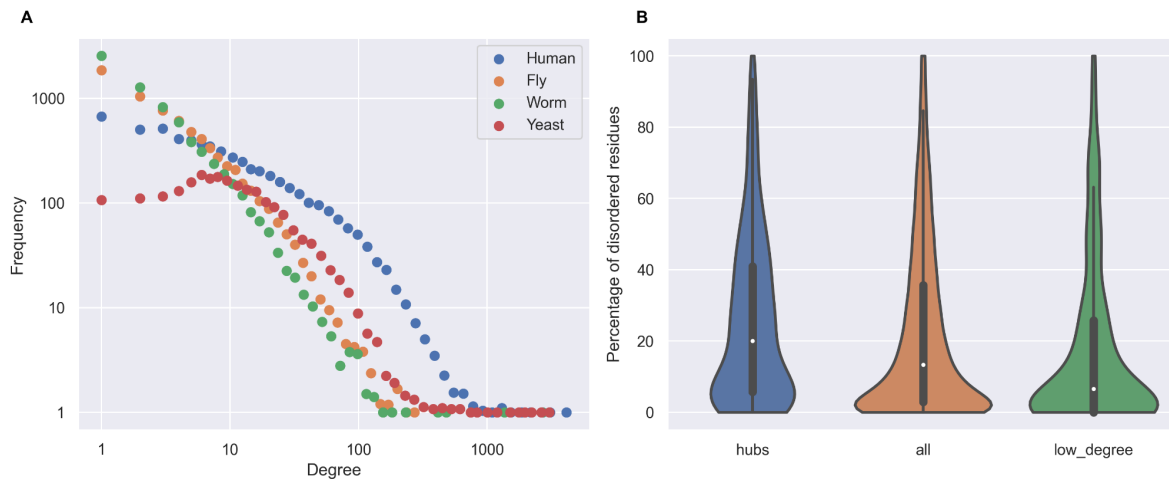 A
Frequency
1000
100
10
1
1 10 100 1000
Degree
Human
Fly
Worm
Yeast
B
Percentage of disordered residues
100
80
60
40
20
0
hubs all low_degree